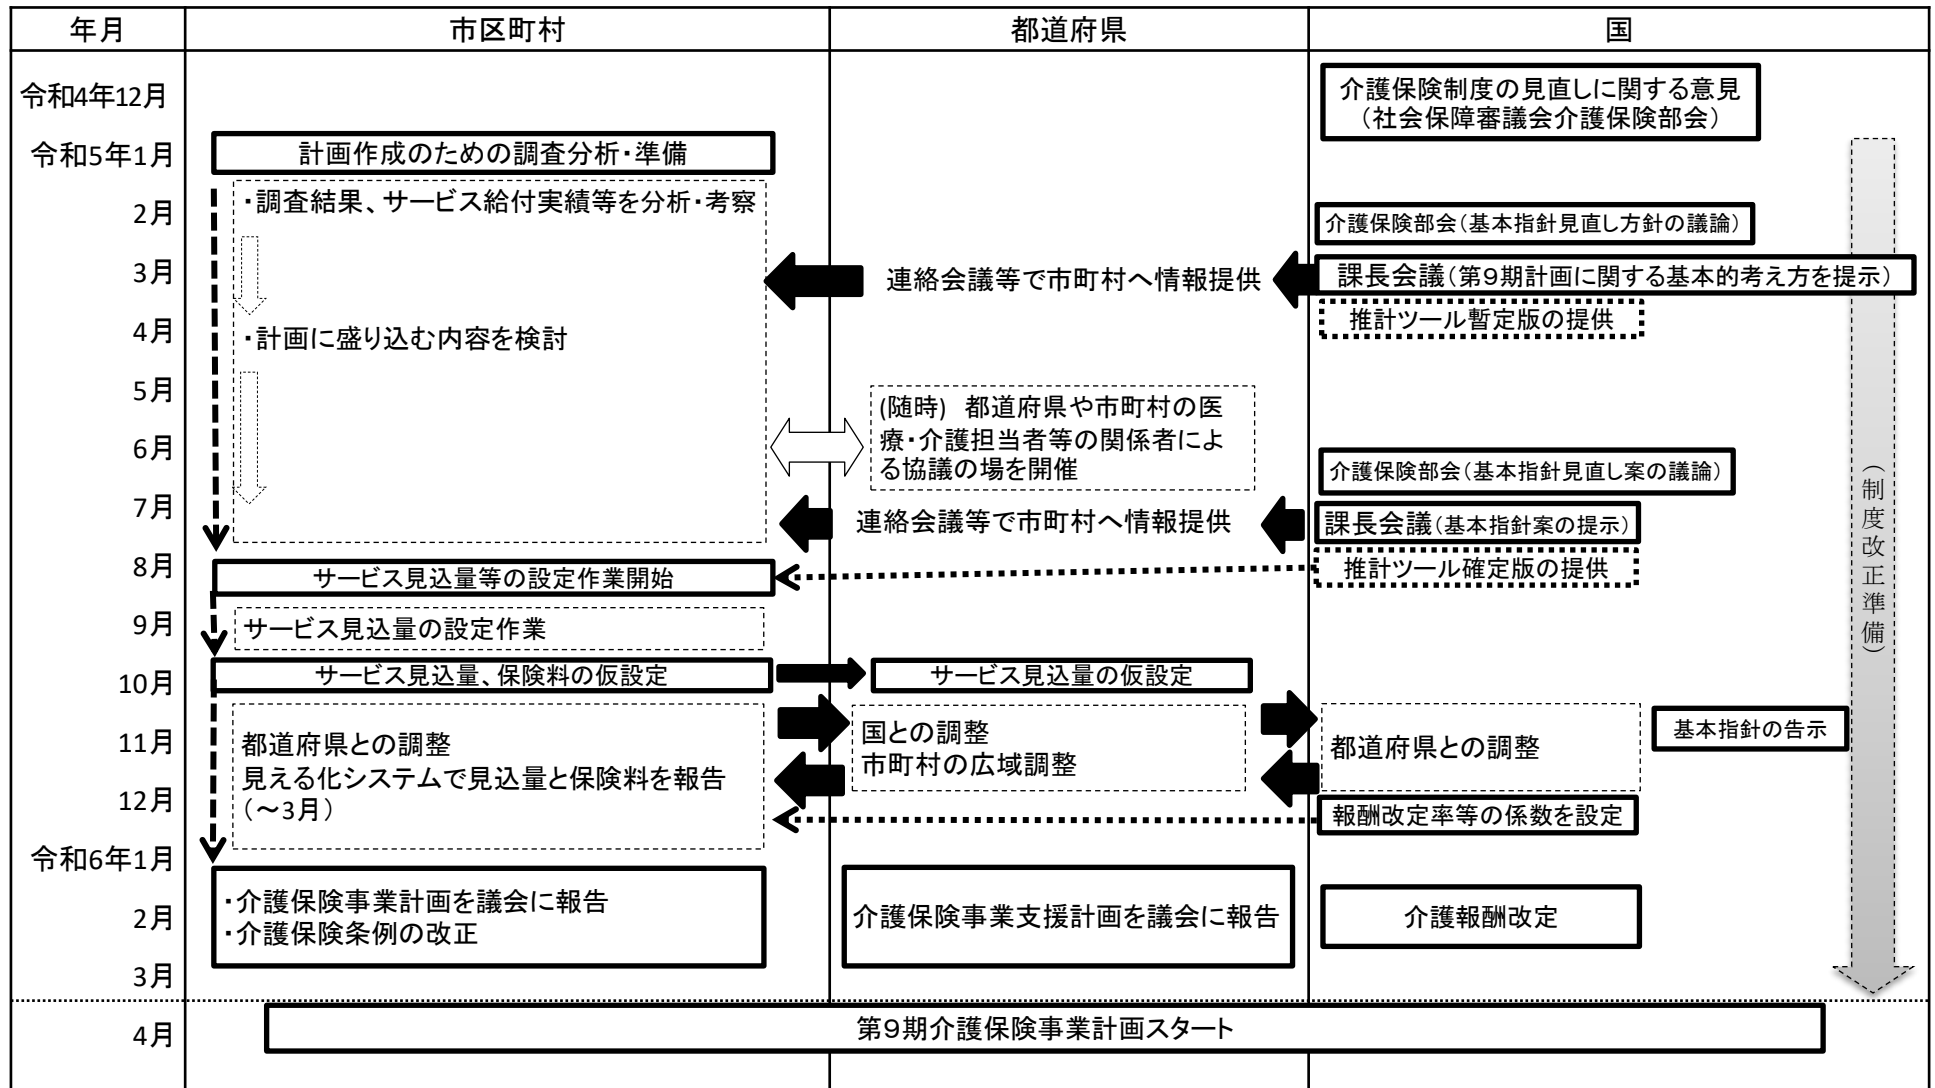 年月
市区町村
都道府県
国
令和4年12月
介護保険制度の見直しに関する意見
（社会保障審議会介護保険部会）
令和5年1月
計画作成のための調査分析・準備
2月
・調査結果、サービス給付実績等を分析・考察
介護保険部会（基本指針見直し方針の議論）
3月
連絡会議等で市町村へ情報提供
課長会議（第９期計画に関する基本的考え方を提示）
4月
・計画に盛り込む内容を検討
推計ツール暫定版の提供
5月
6月
(随時)　都道府県や市町村の医
療・介護担当者等の関係者によ
る協議の場を開催
介護保険部会（基本指針見直し案の議論）
7月
連絡会議等で市町村へ情報提供
課長会議（基本指針案の提示）
8月
サービス見込量等の設定作業開始
推計ツール確定版の提供
9月
サービス見込量の設定作業
10月
サービス見込量、保険料の仮設定
サービス見込量の仮設定
11月
都道府県との調整
見える化システムで見込量と保険料を報告
（～3月）
国との調整
市町村の広域調整
都道府県との調整
基本指針の告示
12月
報酬改定率等の係数を設定
令和6年1月
2月
・介護保険事業計画を議会に報告
・介護保険条例の改正
介護保険事業支援計画を議会に報告
介護報酬改定
3月
（制度改正準備）
4月
第９期介護保険事業計画スタート